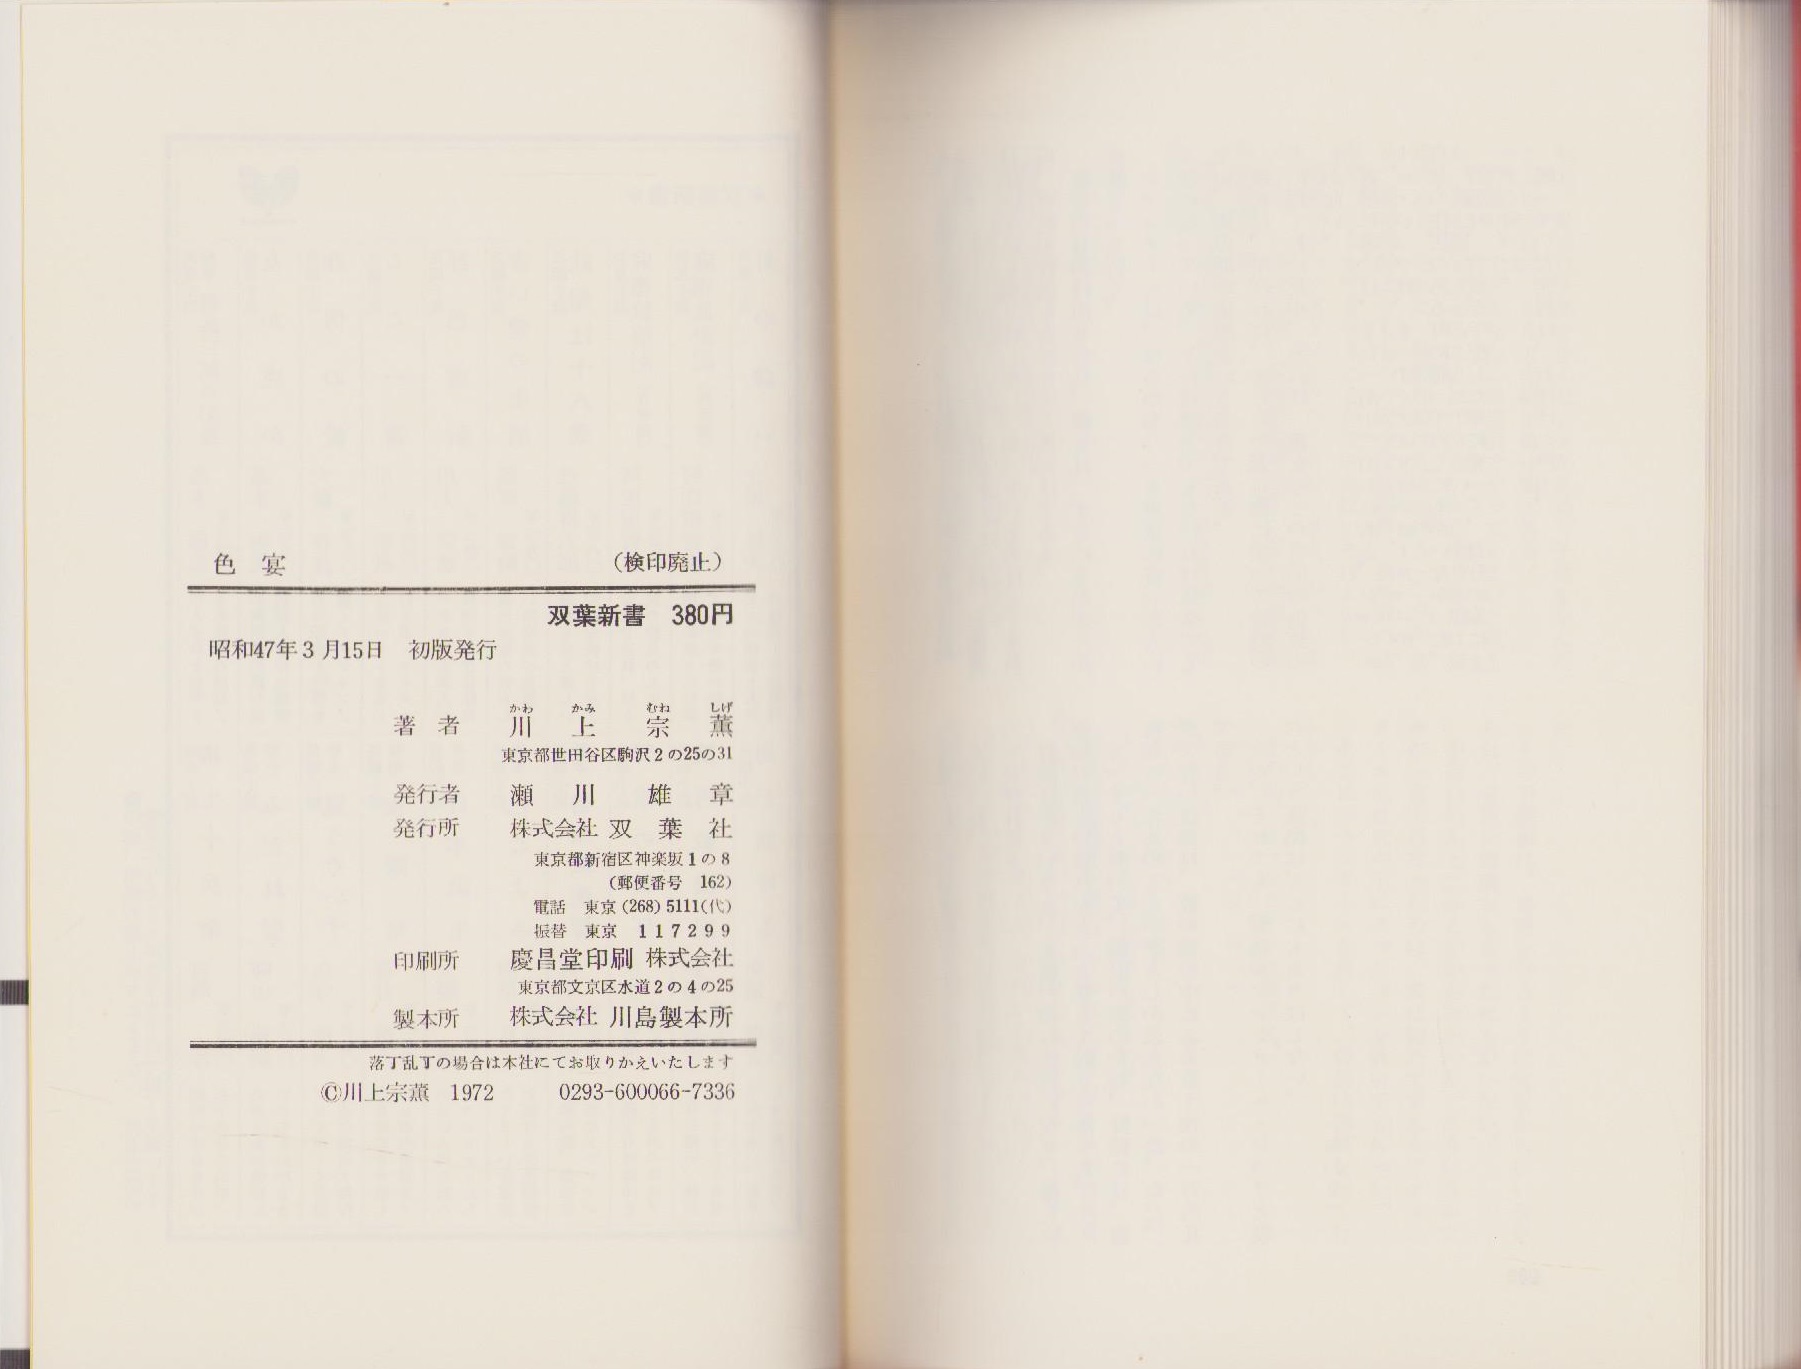 色　宴　（検印廃止）
双葉新書　380円
昭和47年3月15日　初版発行
かわ かみ むね しげ
著者　川上宗薫
東京都世田谷区駒沢2の25の31
発行者　瀬川雄章
発行所　株式会社 双葉社
東京都新宿区神楽坂1の8
（郵便番号　162）
電話　東京（268）5111（代）
振替　東京　117299
印刷所　慶昌堂印刷 株式会社
東京都文京区水道2の4の25
製本所　株式会社 川島製本所
落丁乱丁の場合は本社にてお取りかえいたします
©川上宗薫　1972　0293-600066-7336